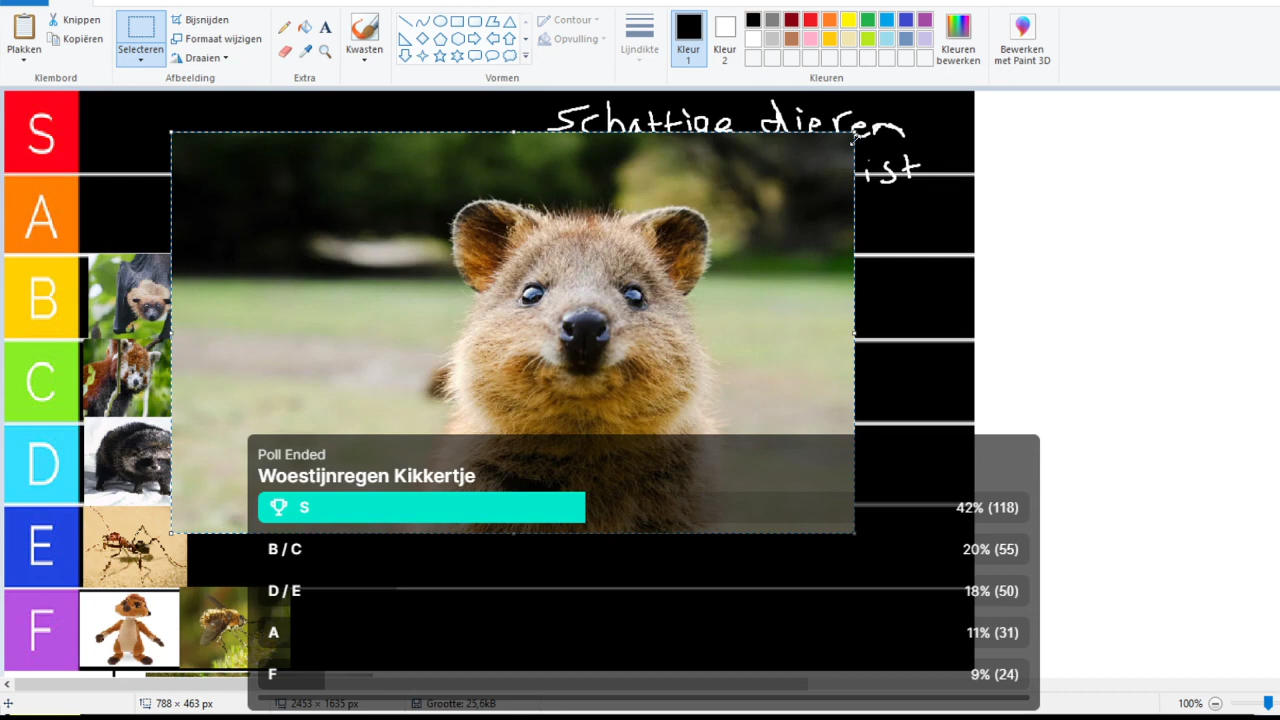 Plakken
Knippen
Kopiëren
Klembord
Selecteren
Bijsnijden
Formaat wijzigen
Draaien
Afbeelding
A
Extra
Kwasten
Vormen
Contour
Opvulling
Lijndikte
Kleur 1
Kleur 2
Kleuren bewerken
Kleuren
Bewerken met Paint 3D
Schattige dieren
ist
S
A
B
C
D
E
F
Poll Ended
Woestijnregen Kikkertje
S 42% (118)
B / C 20% (55)
D / E 18% (50)
A 11% (31)
F 9% (24)
788 × 463 px
2453 × 1635 px
Grootte: 25,6kB
100%